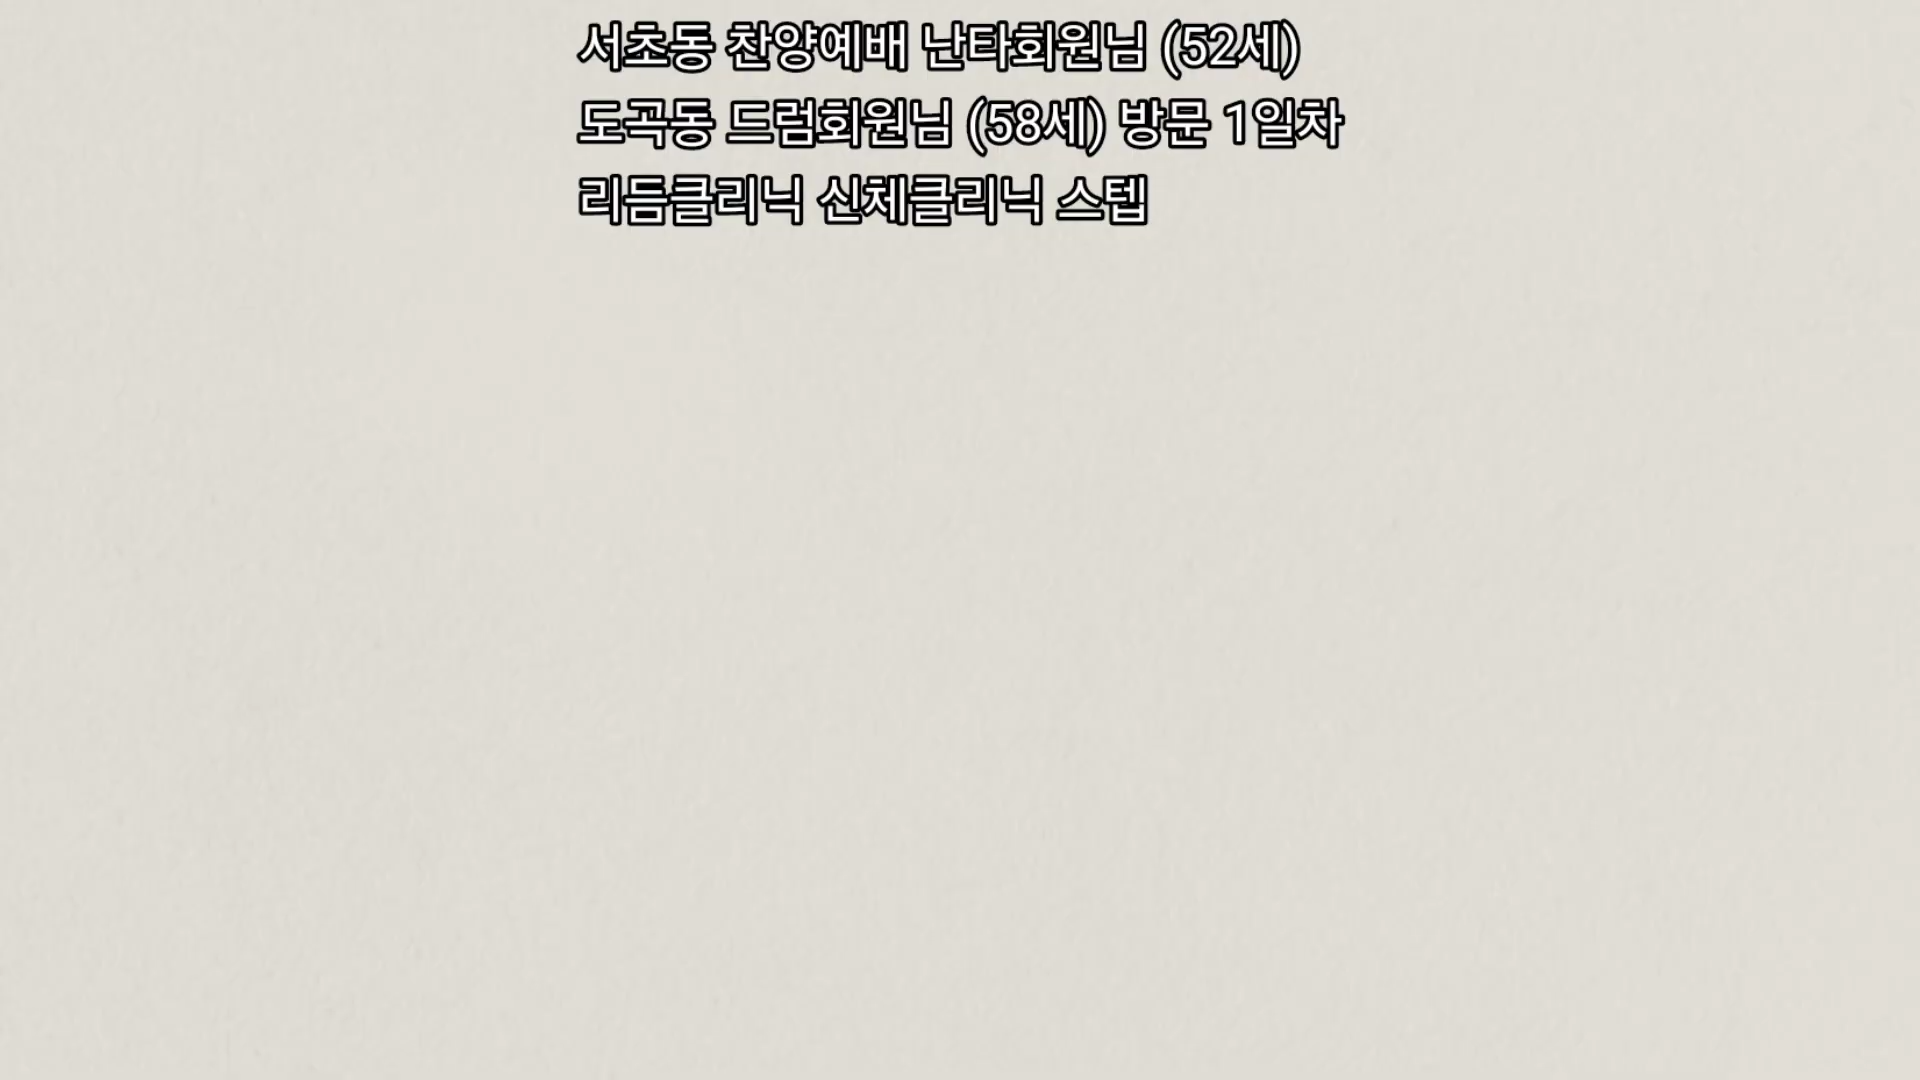 서초동 찬양예배 난타회원님 (52세)
도곡동 드럼회원님 (58세) 방문 1일차
리듬클리닉 신체클리닉 스텝